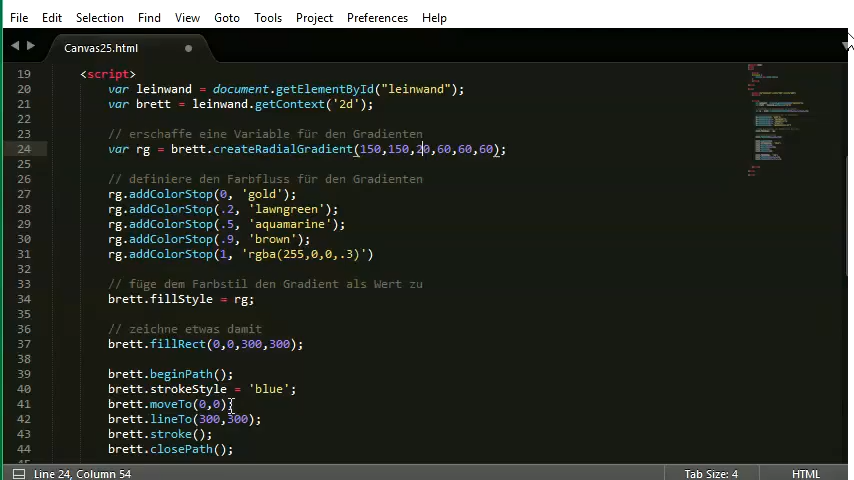 File Edit Selection Find View Goto Tools Project Preferences Help
Canvas25.html
19 <script>
20 var leinwand = document.getElementById("leinwand");
21 var brett = leinwand.getContext('2d');
22
23 // erschaffe eine Variable für den Gradienten
24 var rg = brett.createRadialGradient(150,150,20,60,60,60);
25
26 // definiere den Farbfluss für den Gradienten
27 rg.addColorStop(0, 'gold');
28 rg.addColorStop(.2, 'lawngreen');
29 rg.addColorStop(.5, 'aquamarine');
30 rg.addColorStop(.9, 'brown');
31 rg.addColorStop(1, 'rgba(255,0,0,.3)')
32
33 // füge dem Farbstil den Gradient als Wert zu
34 brett.fillStyle = rg;
35
36 // zeichne etwas damit
37 brett.fillRect(0,0,300,300);
38
39 brett.beginPath();
40 brett.strokeStyle = 'blue';
41 brett.moveTo(0,0);
42 brett.lineTo(300,300);
43 brett.stroke();
44 brett.closePath();
Line 24, Column 54 Tab Size: 4 HTML